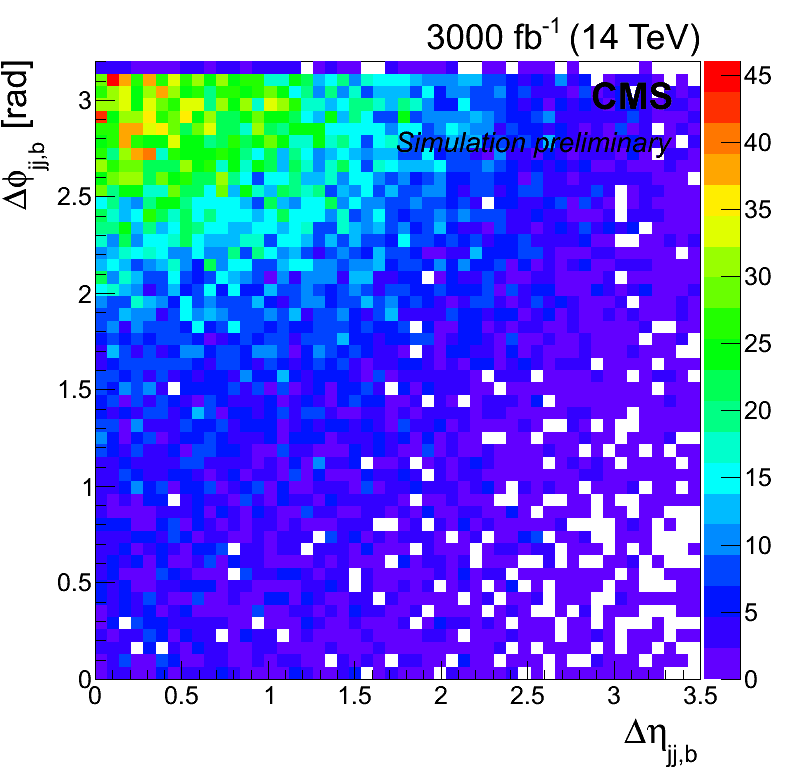 3000 fb⁻¹ (14 TeV)
CMS
Simulation preliminary
Δϕjj,b [rad]
3
2.5
2
1.5
1
0.5
0
0 0.5 1 1.5 2 2.5 3 3.5
Δηjj,b
45
40
35
30
25
20
15
10
5
0